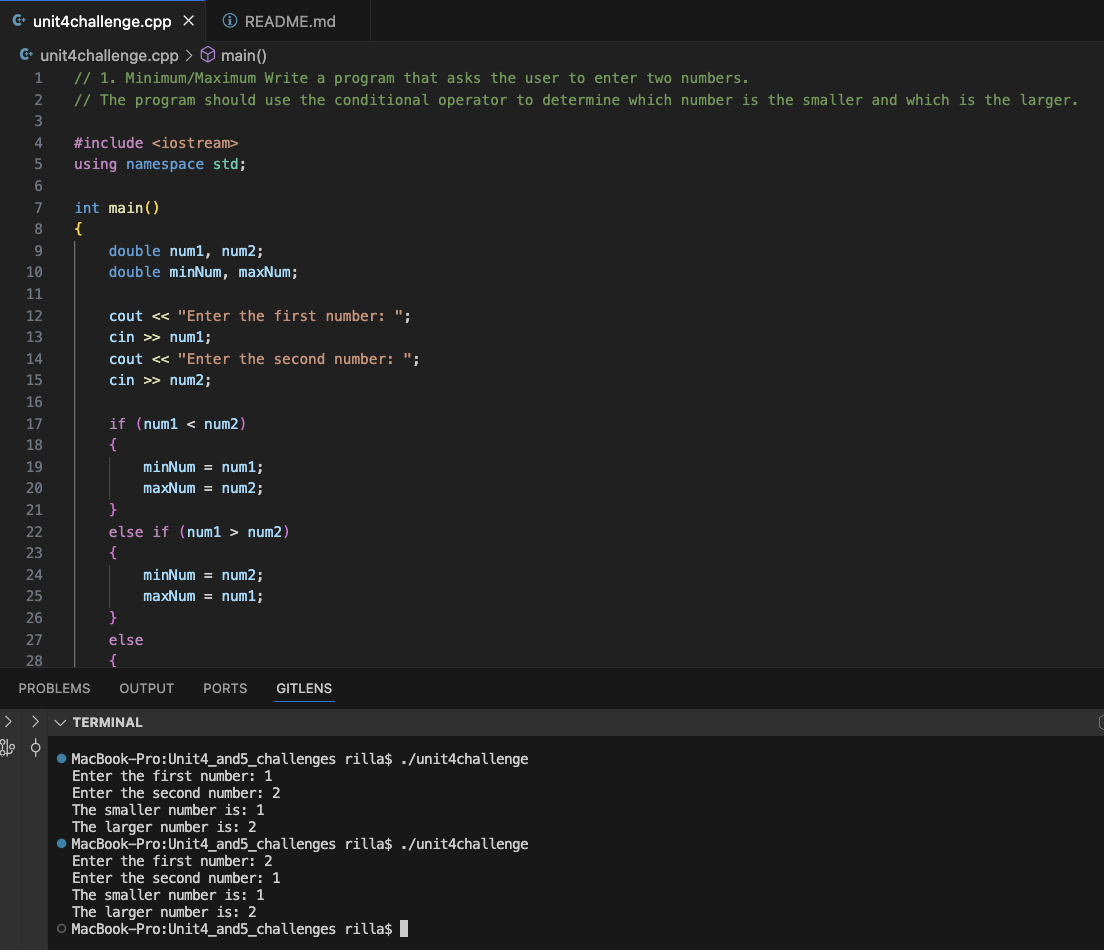 unit4challenge.cpp README.md
unit4challenge.cpp > main()
1 // 1. Minimum/Maximum Write a program that asks the user to enter two numbers.
2 // The program should use the conditional operator to determine which number is the smaller and which is the larger.
3
4 #include <iostream>
5 using namespace std;
6
7 int main()
8 {
9 double num1, num2;
10 double minNum, maxNum;
11
12 cout << "Enter the first number: ";
13 cin >> num1;
14 cout << "Enter the second number: ";
15 cin >> num2;
16
17 if (num1 < num2)
18 {
19 minNum = num1;
20 maxNum = num2;
21 }
22 else if (num1 > num2)
23 {
24 minNum = num2;
25 maxNum = num1;
26 }
27 else
28 {
PROBLEMS OUTPUT PORTS GITLENS
TERMINAL
MacBook-Pro:Unit4_and5_challenges rilla$ ./unit4challenge
Enter the first number: 1
Enter the second number: 2
The smaller number is: 1
The larger number is: 2
MacBook-Pro:Unit4_and5_challenges rilla$ ./unit4challenge
Enter the first number: 2
Enter the second number: 1
The smaller number is: 1
The larger number is: 2
MacBook-Pro:Unit4_and5_challenges rilla$